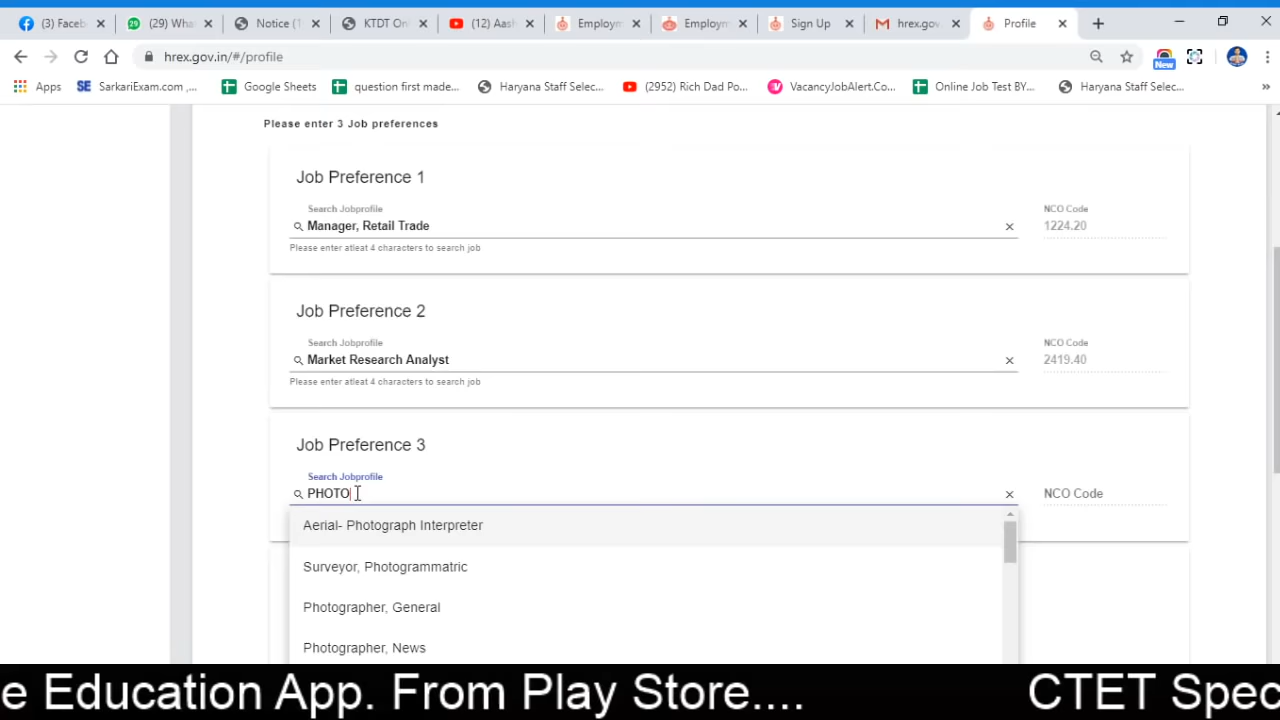 (3) Faceb
(29) Wha
Notice (1
KTDT On
(12) Aas
Employm
Employm
Sign Up
hrex.gov.
Profile
hrex.gov.in/#/profile
New
Apps
SE SarkariExam.com ,...
Google Sheets
question first made...
Haryana Staff Selec...
(2952) Rich Dad Po...
VacancyJobAlert.Co...
Online Job Test BY...
Haryana Staff Selec...
Please enter 3 Job preferences
Job Preference 1
Search Jobprofile
NCO Code
Manager, Retail Trade
1224.20
Please enter atleat 4 characters to search job
Job Preference 2
Search Jobprofile
NCO Code
Market Research Analyst
2419.40
Please enter atleat 4 characters to search job
Job Preference 3
Search Jobprofile
PHOTO
NCO Code
Aerial- Photograph Interpreter
Surveyor, Photogrammatric
Photographer, General
Photographer, News
e Education App. From Play Store.... CTET Spec